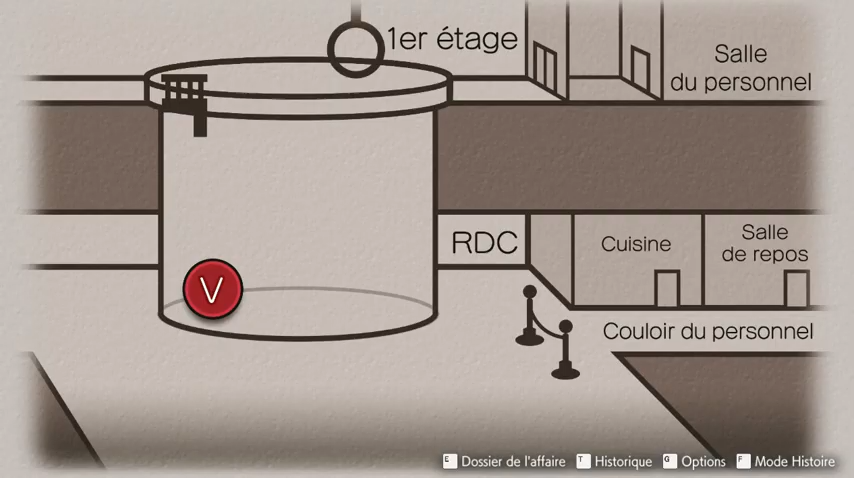 1er étage
Salle
du personnel
RDC
Cuisine
Salle
de repos
V
Couloir du personnel
E Dossier de l'affaire T Historique G Options F Mode Histoire